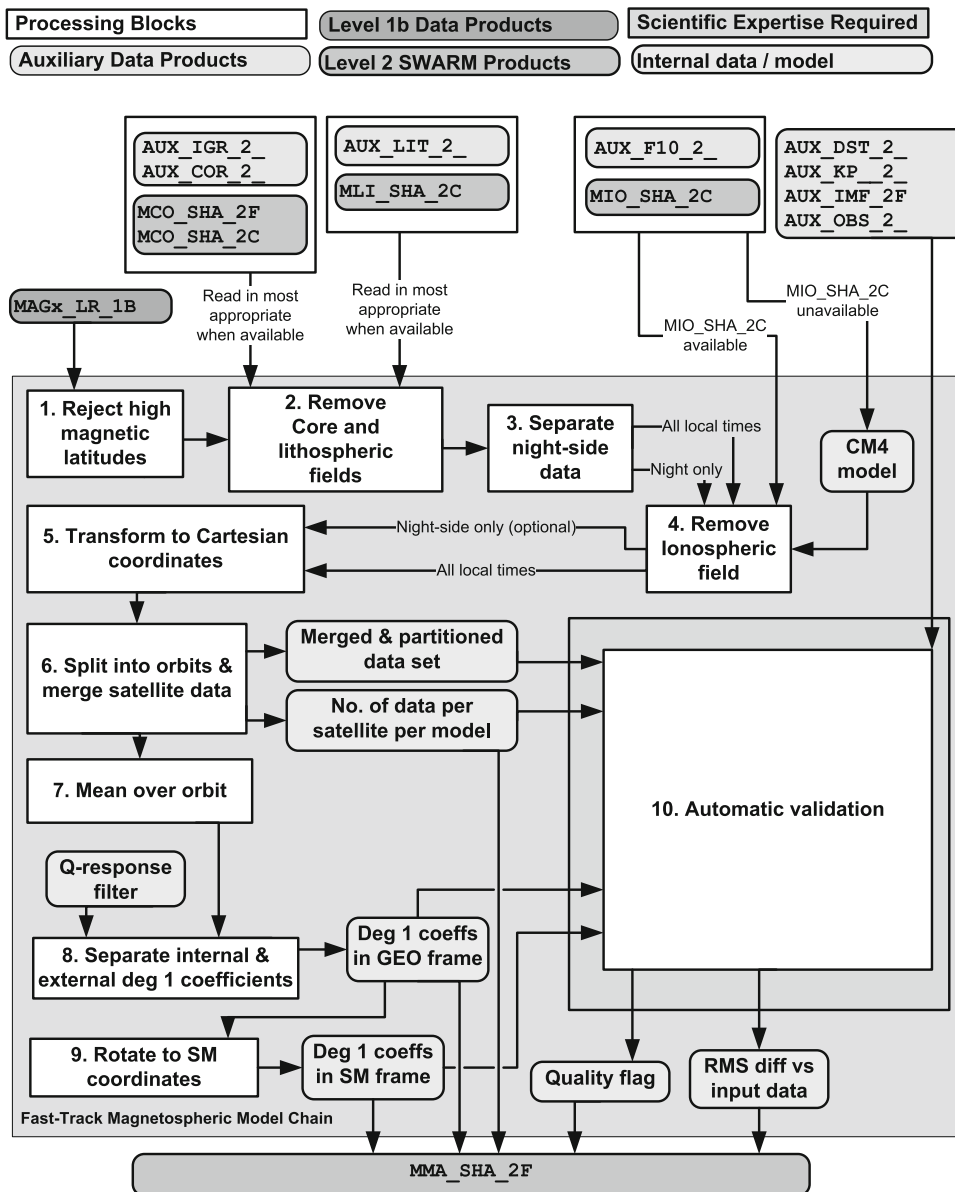 Processing Blocks
Level 1b Data Products
Scientific Expertise Required
Auxiliary Data Products
Level 2 SWARM Products
Internal data / model
AUX_IGR_2_
AUX_COR_2_
MCO_SHA_2F
MCO_SHA_2C
AUX_LIT_2_
MLI_SHA_2C
AUX_F10_2_
MIO_SHA_2C
AUX_DST_2_
AUX_KP__2_
AUX_IMF_2F
AUX_OBS_2_
MAGx_LR_1B
Read in most
appropriate
when available
Read in most
appropriate
when available
MIO_SHA_2C
available
MIO_SHA_2C
unavailable
1. Reject high
magnetic
latitudes
2. Remove
Core and
lithospheric
fields
3. Separate
night-side
data
All local times
Night only
CM4
model
4. Remove
Ionospheric
field
Night-side only (optional)
All local times
5. Transform to Cartesian
coordinates
6. Split into orbits &
merge satellite data
Merged & partitioned
data set
No. of data per
satellite per model
7. Mean over orbit
10. Automatic validation
Q-response
filter
8. Separate internal &
external deg 1 coefficients
Deg 1 coeffs
in GEO frame
9. Rotate to SM
coordinates
Deg 1 coeffs
in SM frame
Quality flag
RMS diff vs
input data
Fast-Track Magnetospheric Model Chain
MMA_SHA_2F